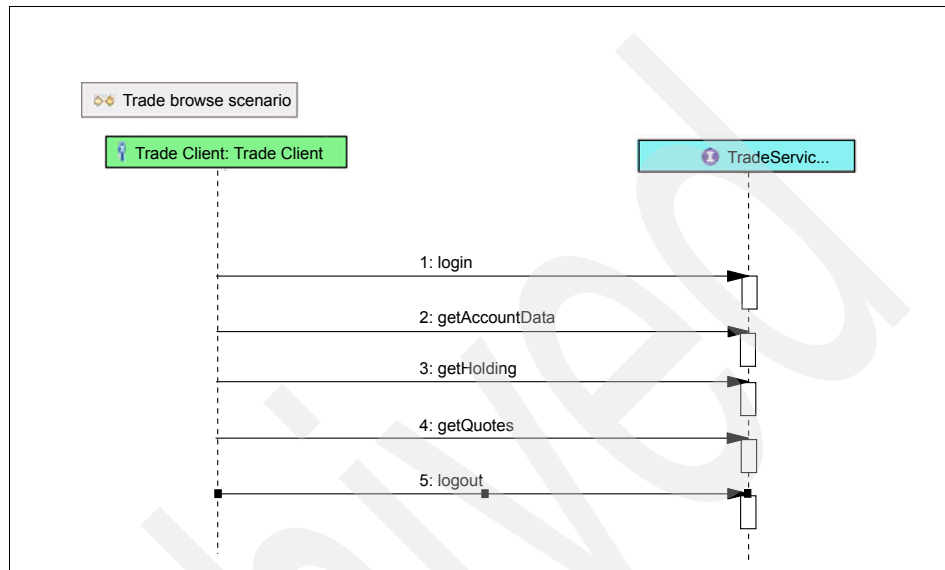 Trade browse scenario
Trade Client: Trade Client
TradeServic...
1: login
2: getAccountData
3: getHolding
4: getQuotes
5: logout